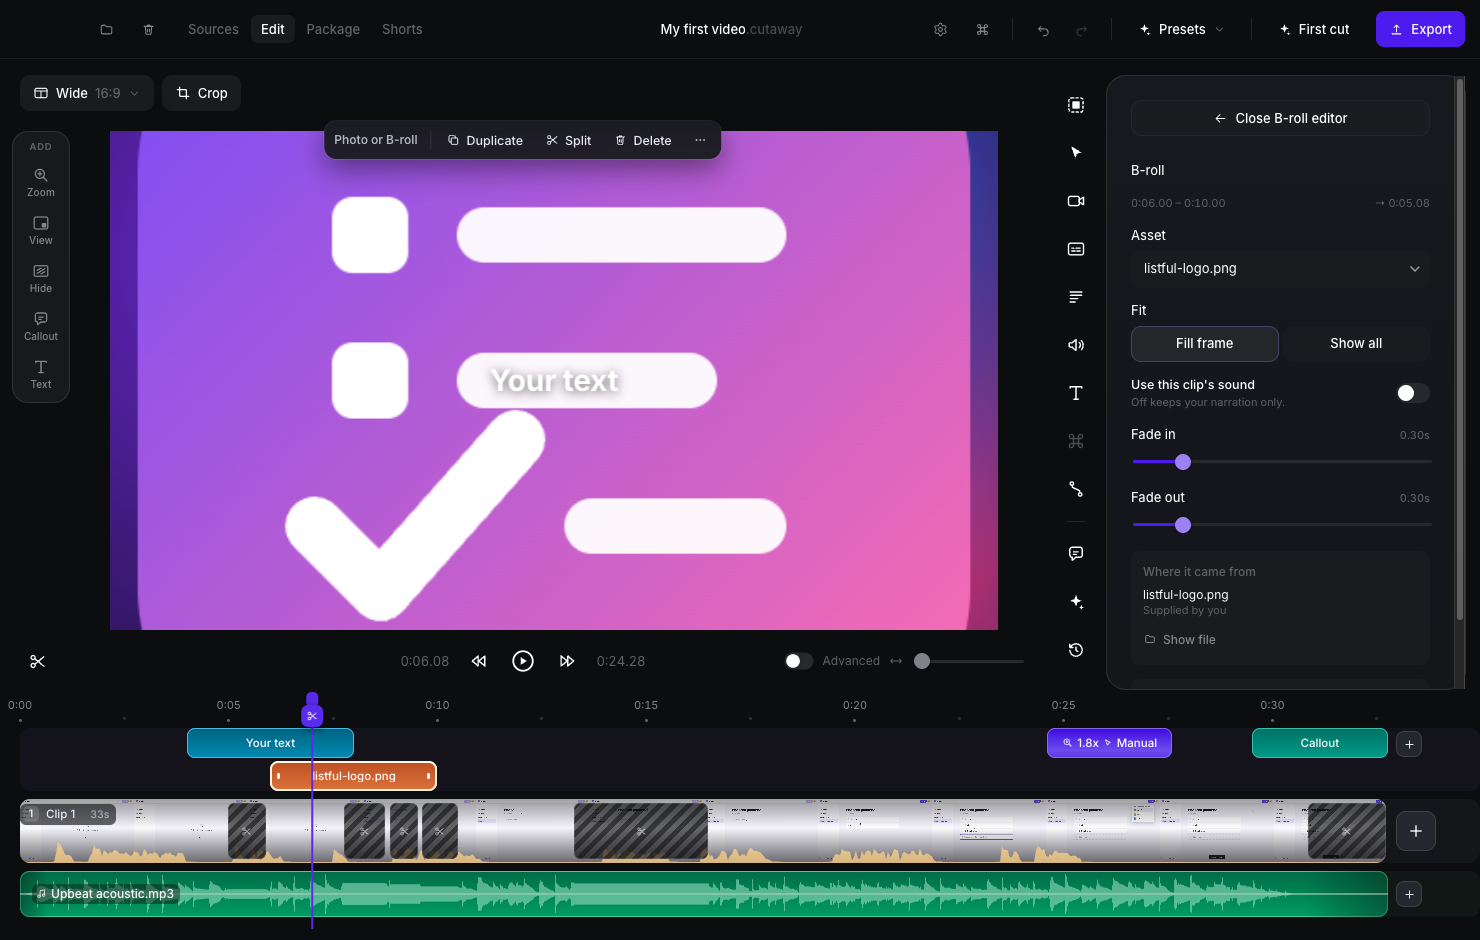 Sources
Edit
Package
Shorts
My first video.cutaway
Presets
First cut
Export
Wide 16:9
Crop
Photo or B-roll
Duplicate
Split
Delete
ADD
Zoom
View
Hide
Callout
Text
Your text
Close B-roll editor
B-roll
0:06.00 – 0:10.00
→ 0:05.08
Asset
listful-logo.png
Fit
Fill frame
Show all
Use this clip's sound
Off keeps your narration only.
Fade in
0.30s
Fade out
0.30s
Where it came from
listful-logo.png
Supplied by you
Show file
0:06.08
0:24.28
Advanced
0:00
0:05
0:10
0:15
0:20
0:25
0:30
Your text
1.8x Manual
Callout
listful-logo.png
1 Clip 1 33s
Upbeat acoustic.mp3